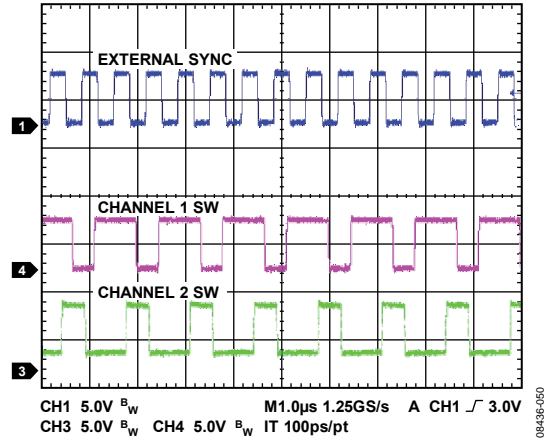 EXTERNAL SYNC
1
CHANNEL 1 SW
4
CHANNEL 2 SW
3
CH1 5.0V BW M1.0µs 1.25GS/s A CH1 3.0V
CH3 5.0V BW CH4 5.0V BW IT 100ps/pt
08436-050